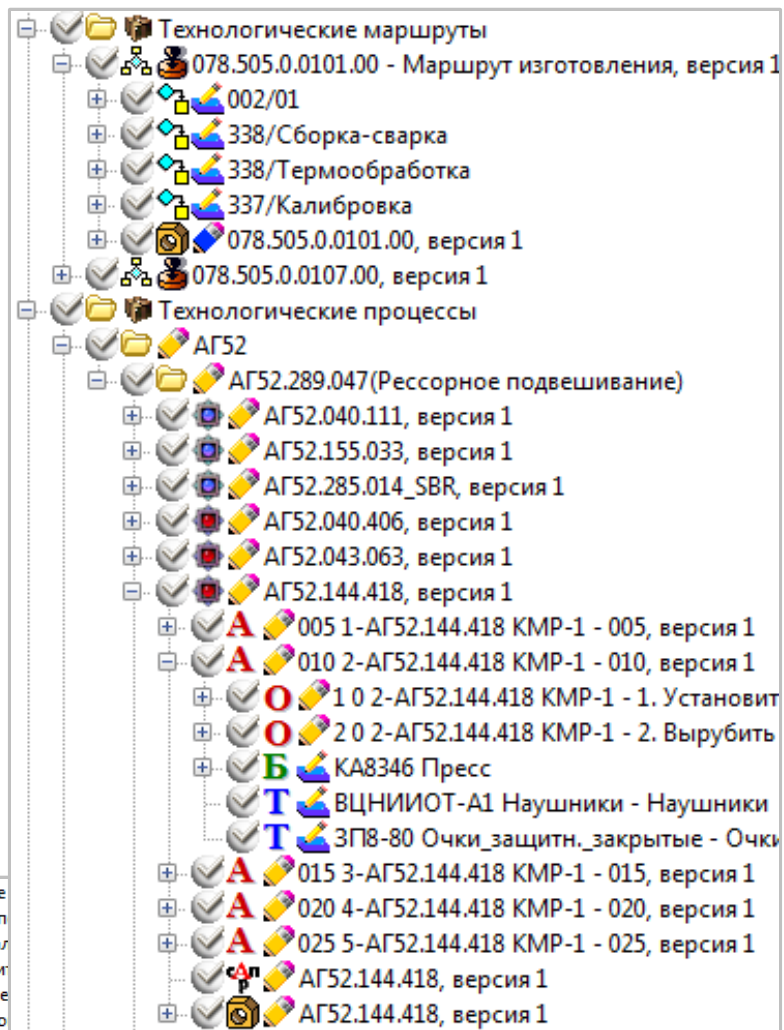 Технологические маршруты
078.505.0.0101.00 - Маршрут изготовления, версия 1
002/01
338/Сборка-сварка
338/Термообработка
337/Калибровка
078.505.0.0101.00, версия 1
078.505.0.0107.00, версия 1
Технологические процессы
АГ52
АГ52.289.047(Рессорное подвешивание)
АГ52.040.111, версия 1
АГ52.155.033, версия 1
АГ52.285.014_SBR, версия 1
АГ52.040.406, версия 1
АГ52.043.063, версия 1
АГ52.144.418, версия 1
А 005 1-АГ52.144.418 КМР-1 - 005, версия 1
А 010 2-АГ52.144.418 КМР-1 - 010, версия 1
О 1 0 2-АГ52.144.418 КМР-1 - 1. Установит
О 2 0 2-АГ52.144.418 КМР-1 - 2. Вырубить
Б КА8346 Пресс
Т ВЦНИИОТ-А1 Наушники - Наушники
Т ЗП8-80 Очки_защитн._закрытые - Очки
А 015 3-АГ52.144.418 КМР-1 - 015, версия 1
А 020 4-АГ52.144.418 КМР-1 - 020, версия 1
А 025 5-АГ52.144.418 КМР-1 - 025, версия 1
АГ52.144.418, версия 1
АГ52.144.418, версия 1